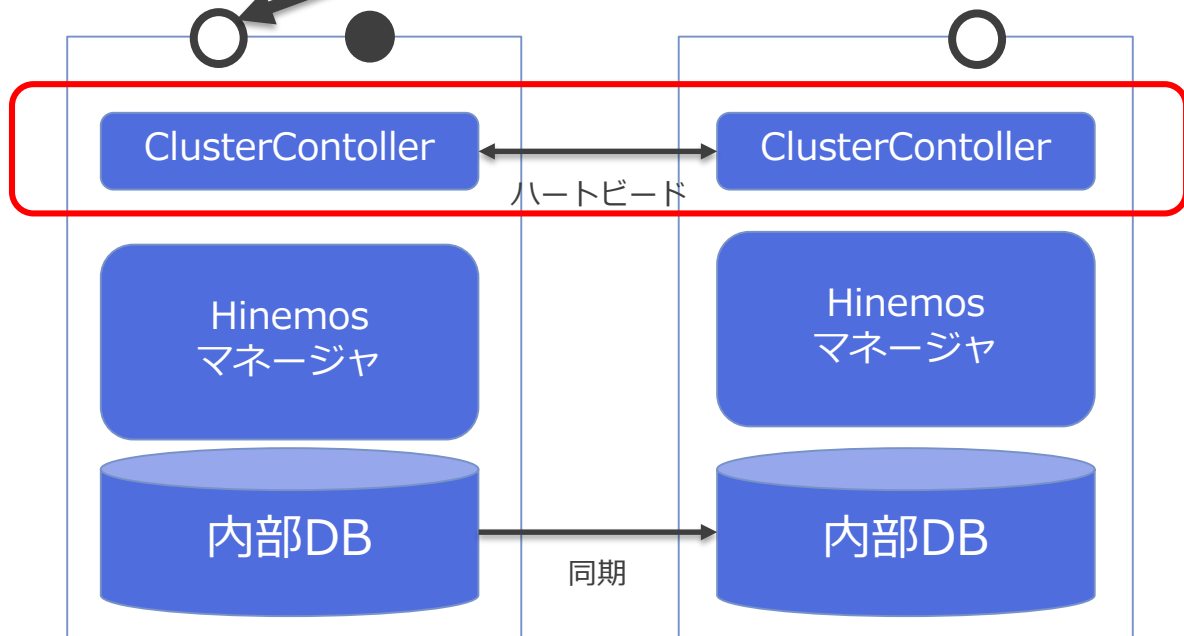 ClusterContoller
ClusterContoller
ハートビード
Hinemos
マネージャ
Hinemos
マネージャ
内部DB
内部DB
同期